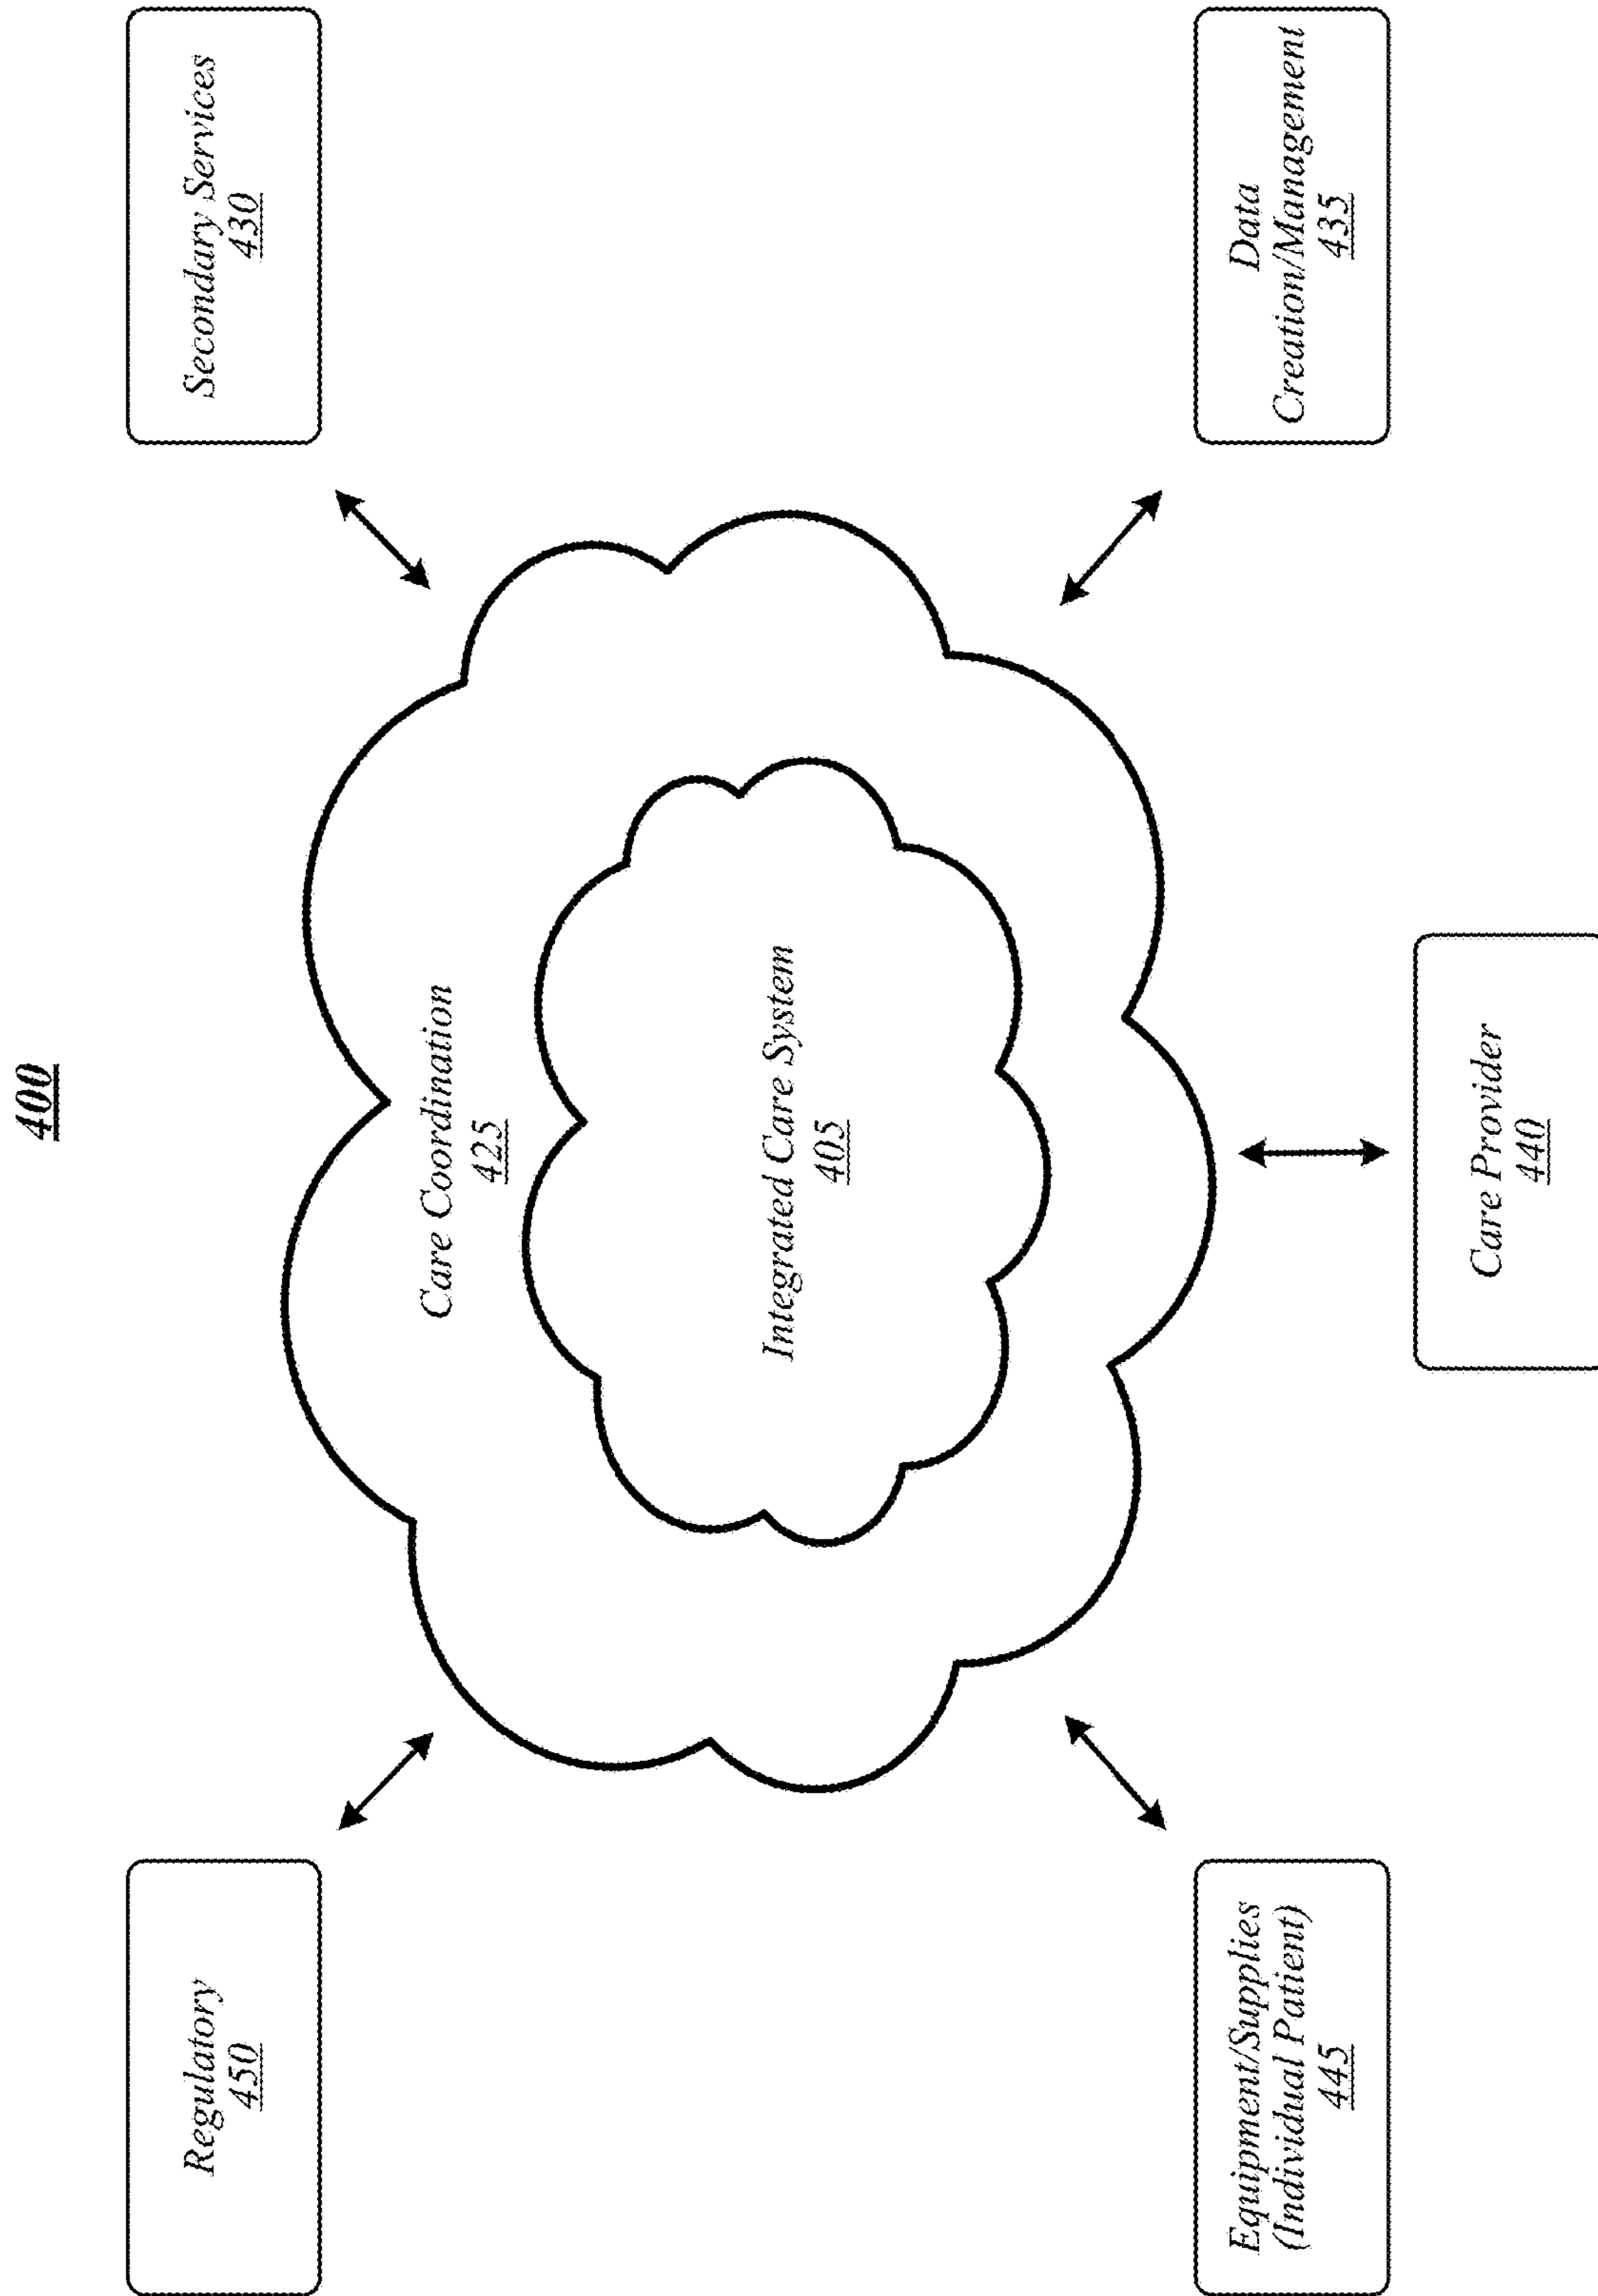 400
Regulatory
450
Secondary Services
430
Care Coordination
425
Integrated Care System
405
Equipment/Supplies
(Individual Patient)
445
Data
Creation/Management
435
Care Provider
440